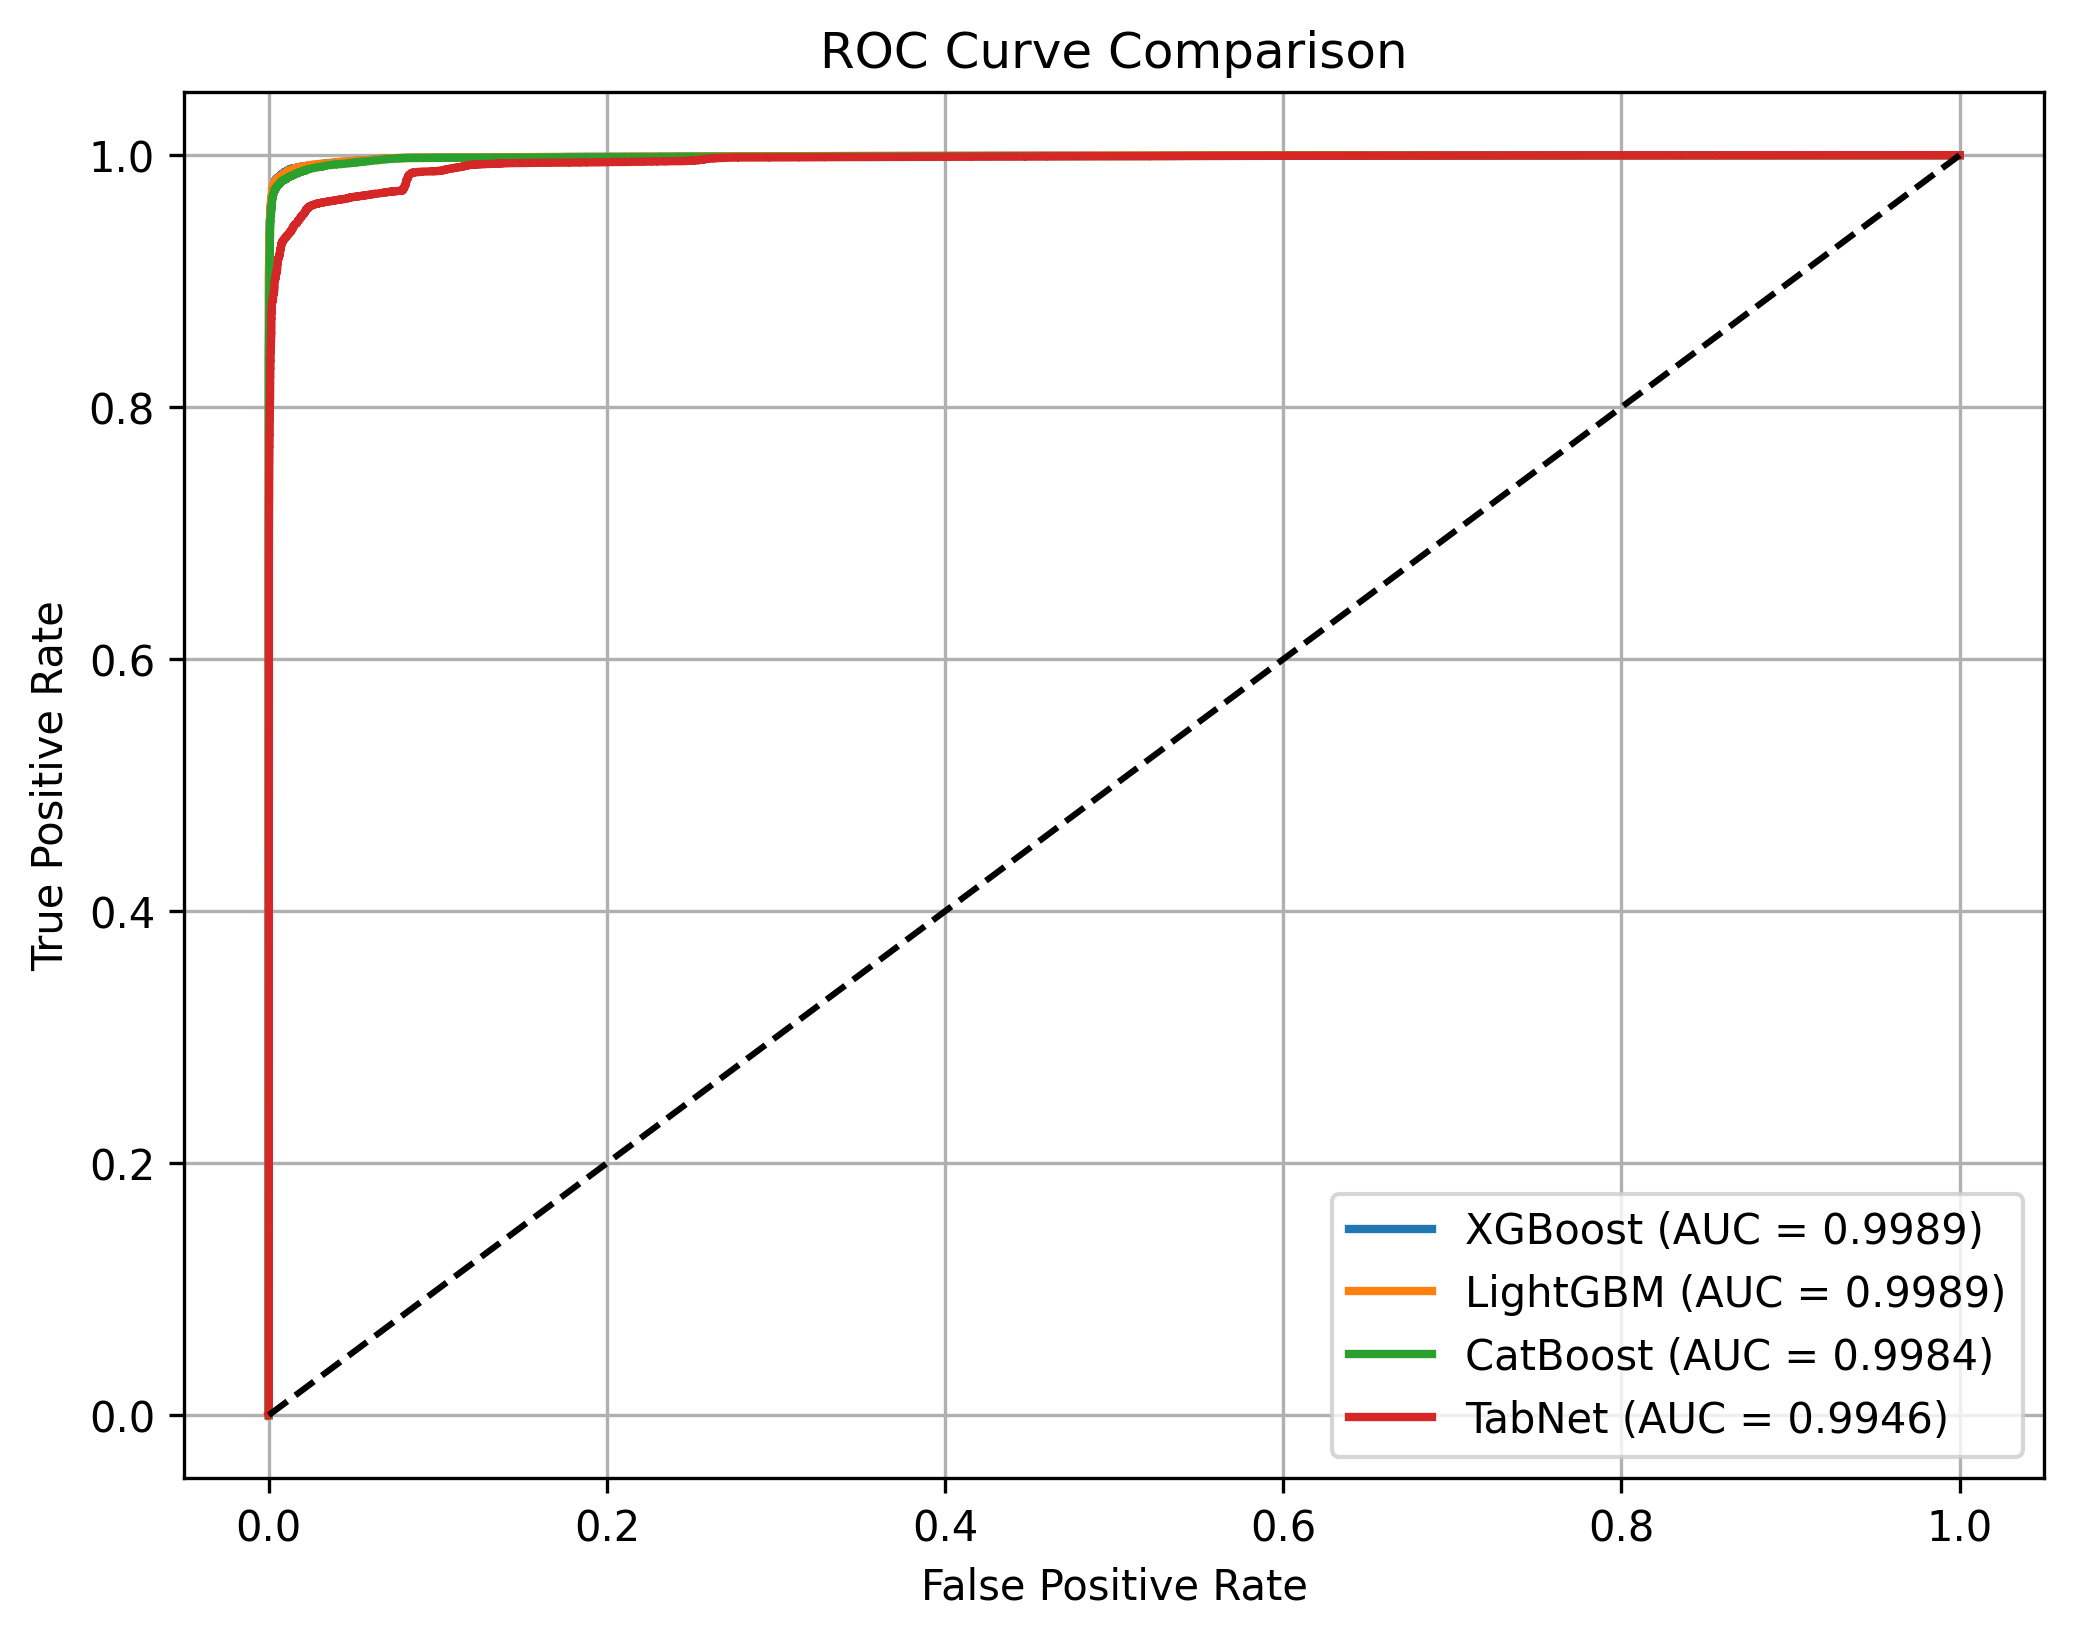 ROC Curve Comparison
1.0
0.8
0.6
0.4
0.2
0.0
True Positive Rate
XGBoost (AUC = 0.9989)
LightGBM (AUC = 0.9989)
CatBoost (AUC = 0.9984)
TabNet (AUC = 0.9946)
0.0 0.2 0.4 0.6 0.8 1.0
False Positive Rate